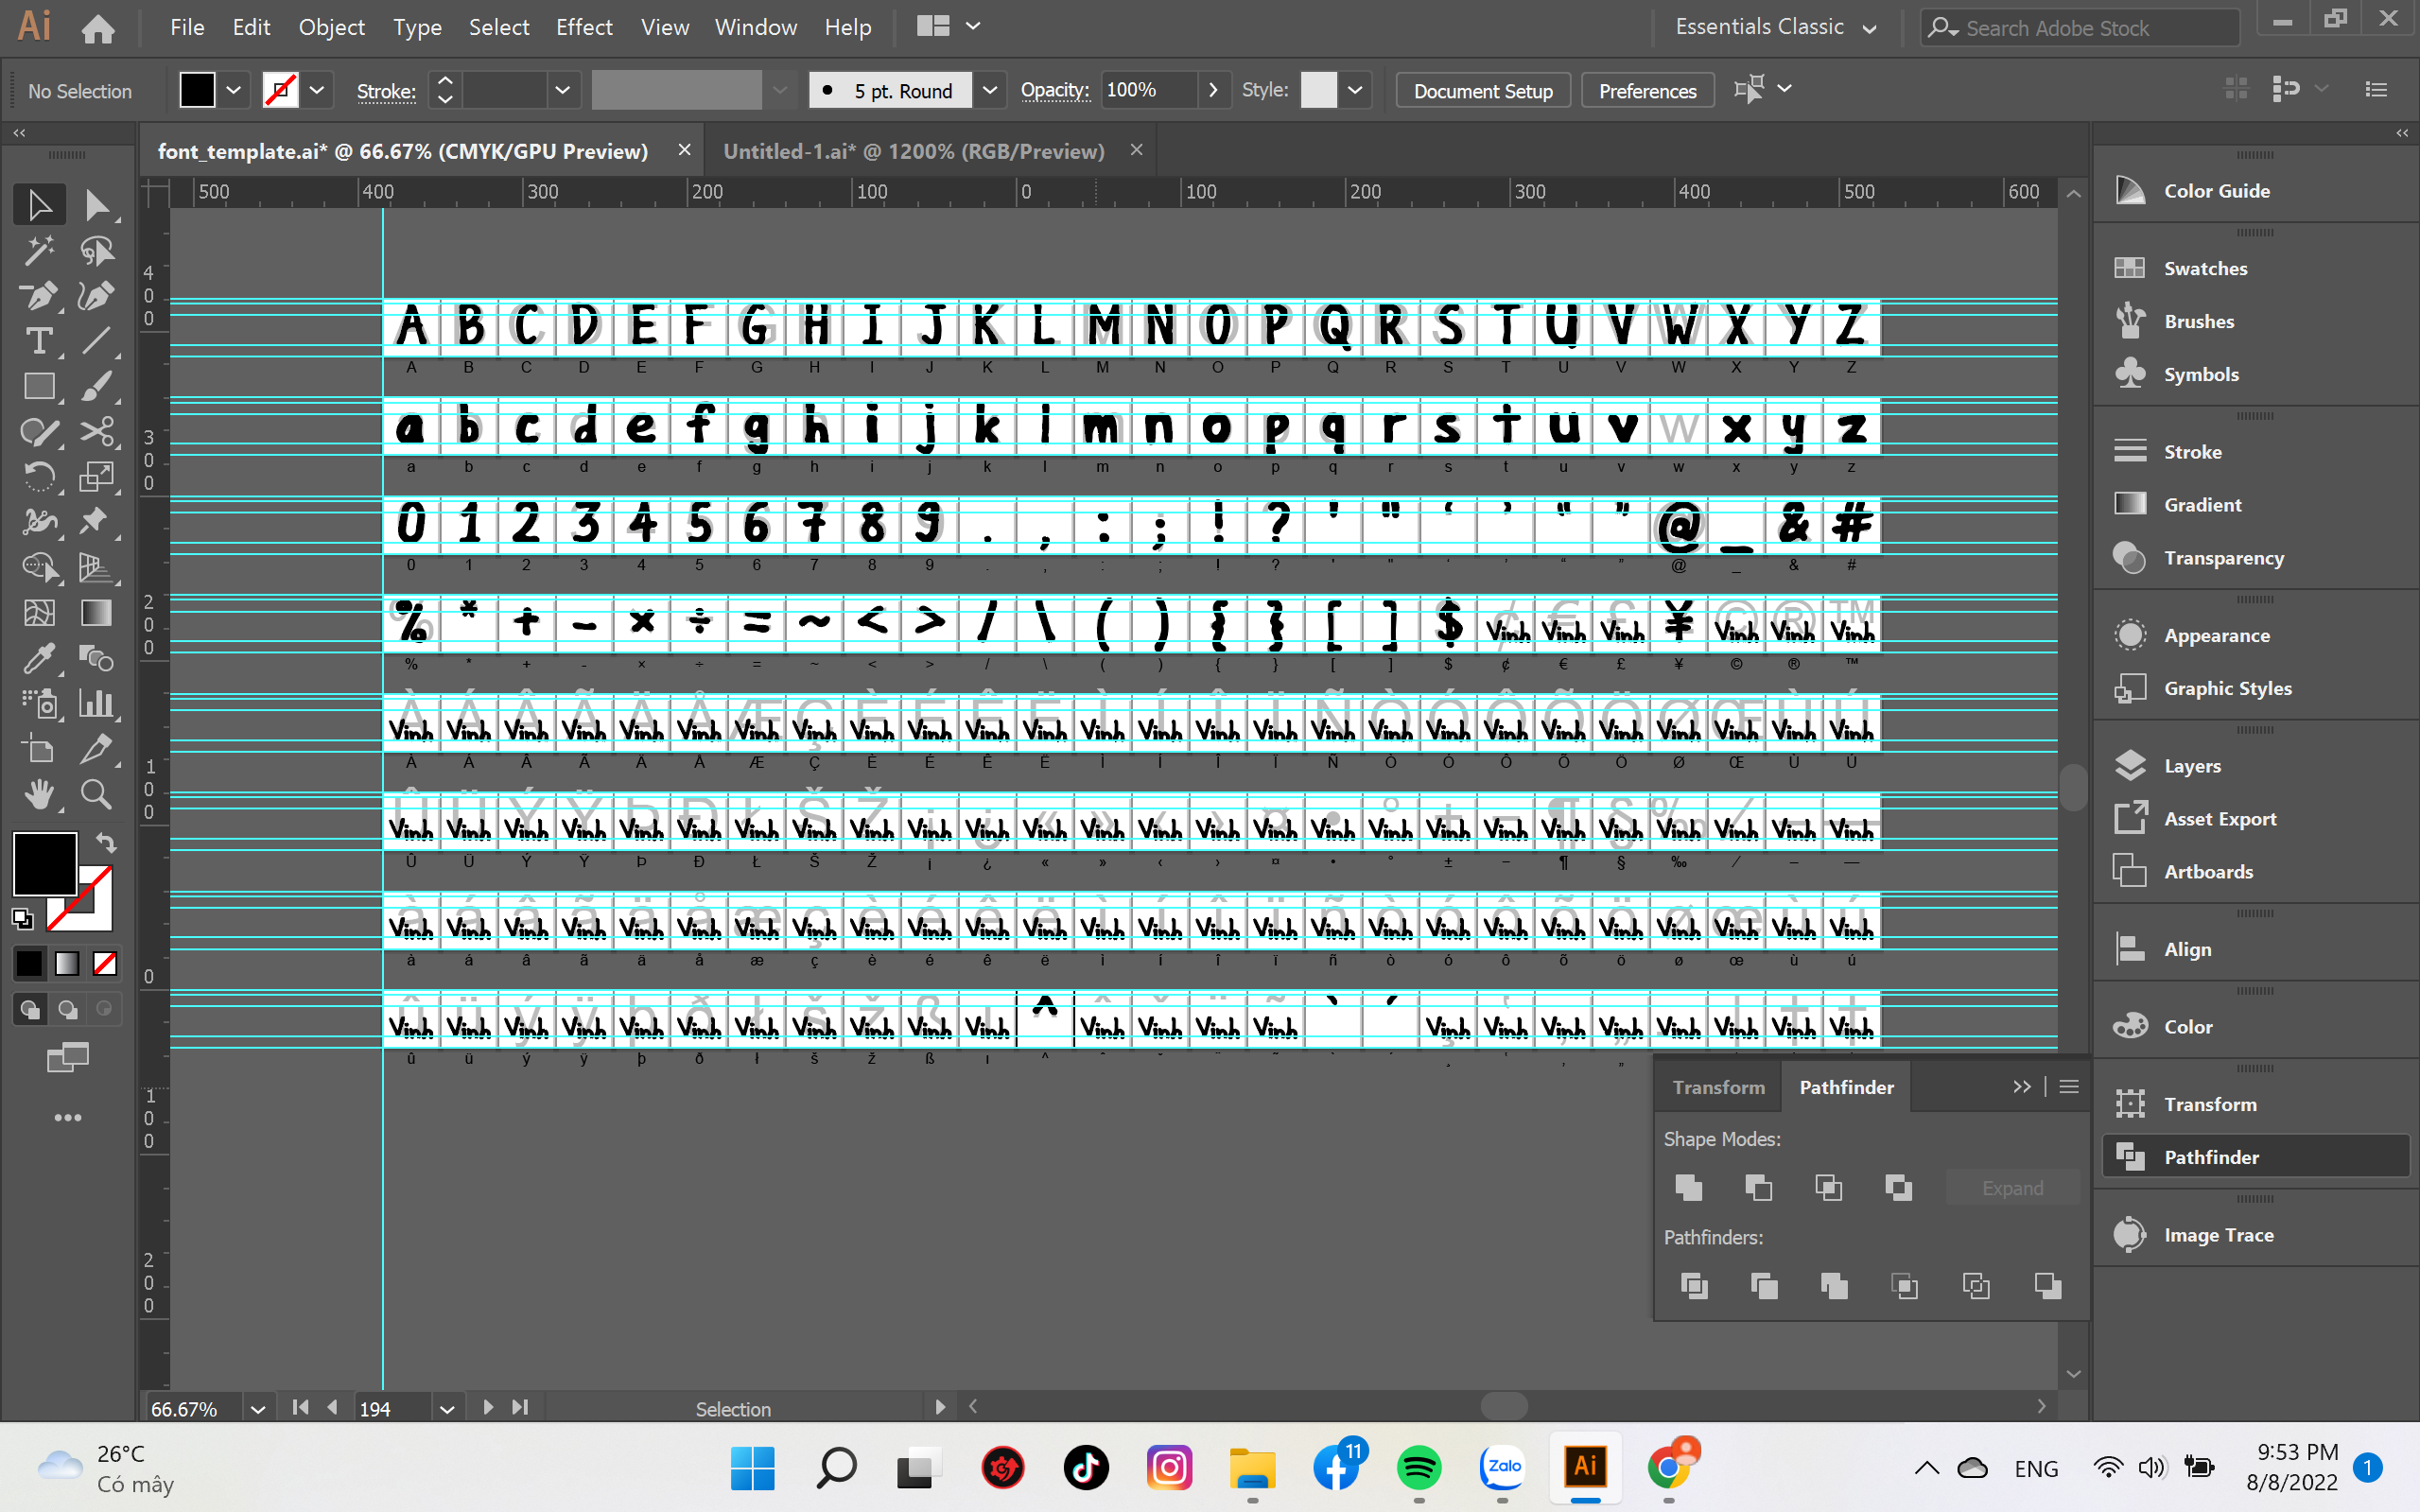 Ai File Edit Object Type Select Effect View Window Help Essentials Classic Search Adobe Stock
No Selection Stroke: 5 pt. Round Opacity: 100% Style: Document Setup Preferences
font_template.ai* @ 66.67% (CMYK/GPU Preview) Untitled-1.ai* @ 1200% (RGB/Preview)
500 400 300 200 100 0 100 200 300 400 500 600
A B C D E F G H I J K L M N O P Q R S T U V W X Y Z
A B C D E F G H I J K L M N O P Q R S T U V W X Y Z
a b c d e f g h i j k l m n o p q r s t u v w x y z
a b c d e f g h i j k l m n o p q r s t u v w x y z
0 1 2 3 4 5 6 7 8 9 . , : ; ! ? ' " ‘ ’ “ ” @ _ & #
0 1 2 3 4 5 6 7 8 9 . , : ; ! ? ' " ‘ ’ “ ” @ _ & #
% * + - × ÷ = ~ < > / \ ( ) { } [ ] $ Vinh Vinh Vinh ¥ Vinh Vinh Vinh
% * + - × ÷ = ~ < > / \ ( ) { } [ ] $ ¢ € £ ¥ © ® ™
Vinh Vinh Vinh Vinh Vinh Vinh Vinh Vinh Vinh Vinh Vinh Vinh Vinh Vinh Vinh Vinh Vinh Vinh Vinh Vinh Vinh Vinh Vinh Vinh Vinh Vinh
À Á Â Ã Ä Å Æ Ç È É Ê Ë Ì Í Î Ï Ñ Ò Ó Ô Õ Ö Ø Œ Ù Ú
Vinh Vinh Vinh Vinh Vinh Vinh Vinh Vinh Vinh Vinh Vinh Vinh Vinh Vinh Vinh Vinh Vinh Vinh Vinh Vinh Vinh Vinh Vinh Vinh Vinh Vinh
Û Ü Ý Ÿ Þ Ð Ł Š Ž ¡ ¿ « » ‹ › ¤ • ° ± − ¶ § ‰ ⁄ – —
Vinh Vinh Vinh Vinh Vinh Vinh Vinh Vinh Vinh Vinh Vinh Vinh Vinh Vinh Vinh Vinh Vinh Vinh Vinh Vinh Vinh Vinh Vinh Vinh Vinh Vinh
à á â ã ä å æ ç è é ê ë ì í î ï ñ ò ó ô õ ö ø œ ù ú
Vinh Vinh Vinh Vinh Vinh Vinh Vinh Vinh Vinh Vinh Vinh ^ Vinh Vinh Vinh Vinh ` ´ Vinh Vinh Vinh Vinh Vinh Vinh Vinh Vinh
û ü ý ÿ þ ð ł š ž ß ı ^
400
300
200
100
0
100
200
Color Guide
Swatches
Brushes
Symbols
Stroke
Gradient
Transparency
Appearance
Graphic Styles
Layers
Asset Export
Artboards
Align
Color
Transform
Pathfinder
Image Trace
Transform Pathfinder
Shape Modes:
Expand
Pathfinders:
66.67% 194 Selection
26°C
Có mây
11
Zalo
Ai
ENG
9:53 PM
8/8/2022
1